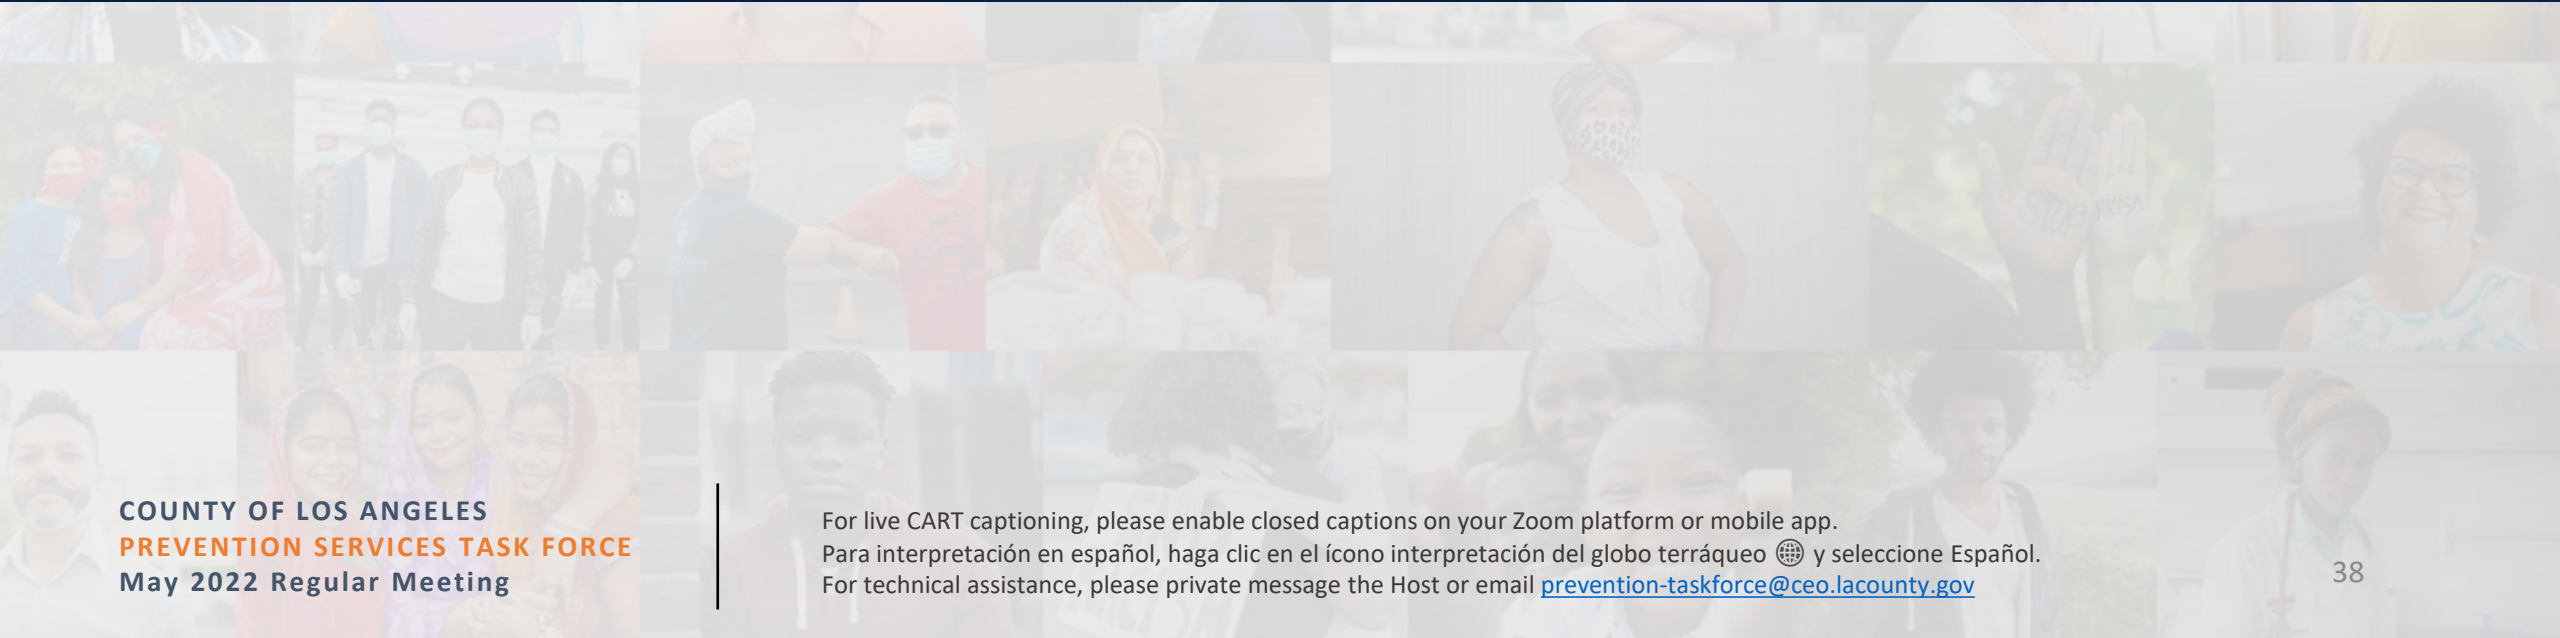 STOP racism
COUNTY OF LOS ANGELES
PREVENTION SERVICES TASK FORCE
May 2022 Regular Meeting
For live CART captioning, please enable closed captions on your Zoom platform or mobile app.
Para interpretación en español, haga clic en el ícono interpretación del globo terráqueo y seleccione Español.
For technical assistance, please private message the Host or email prevention-taskforce@ceo.lacounty.gov
38